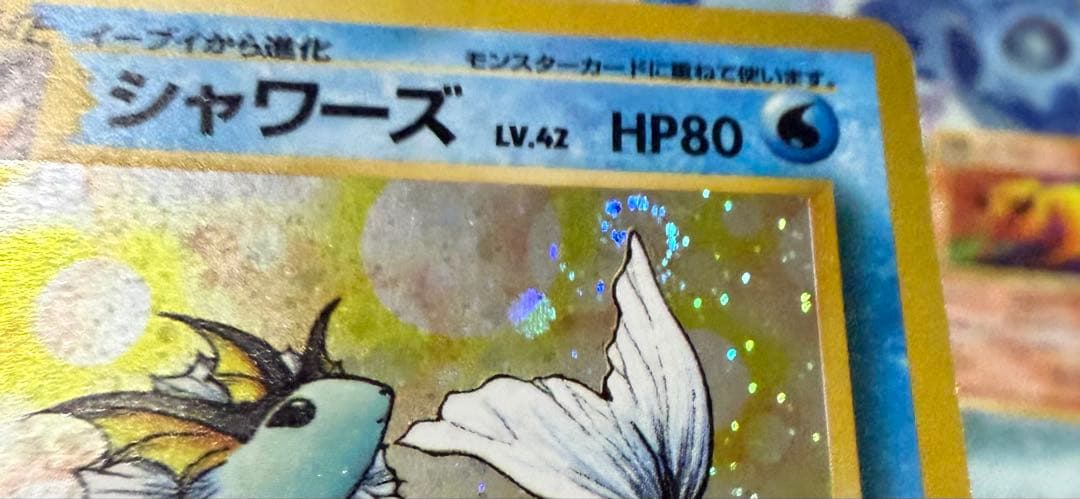 イーブイから進化
モンスターカードに重ねて使います。
シャワーズ LV.42 HP80